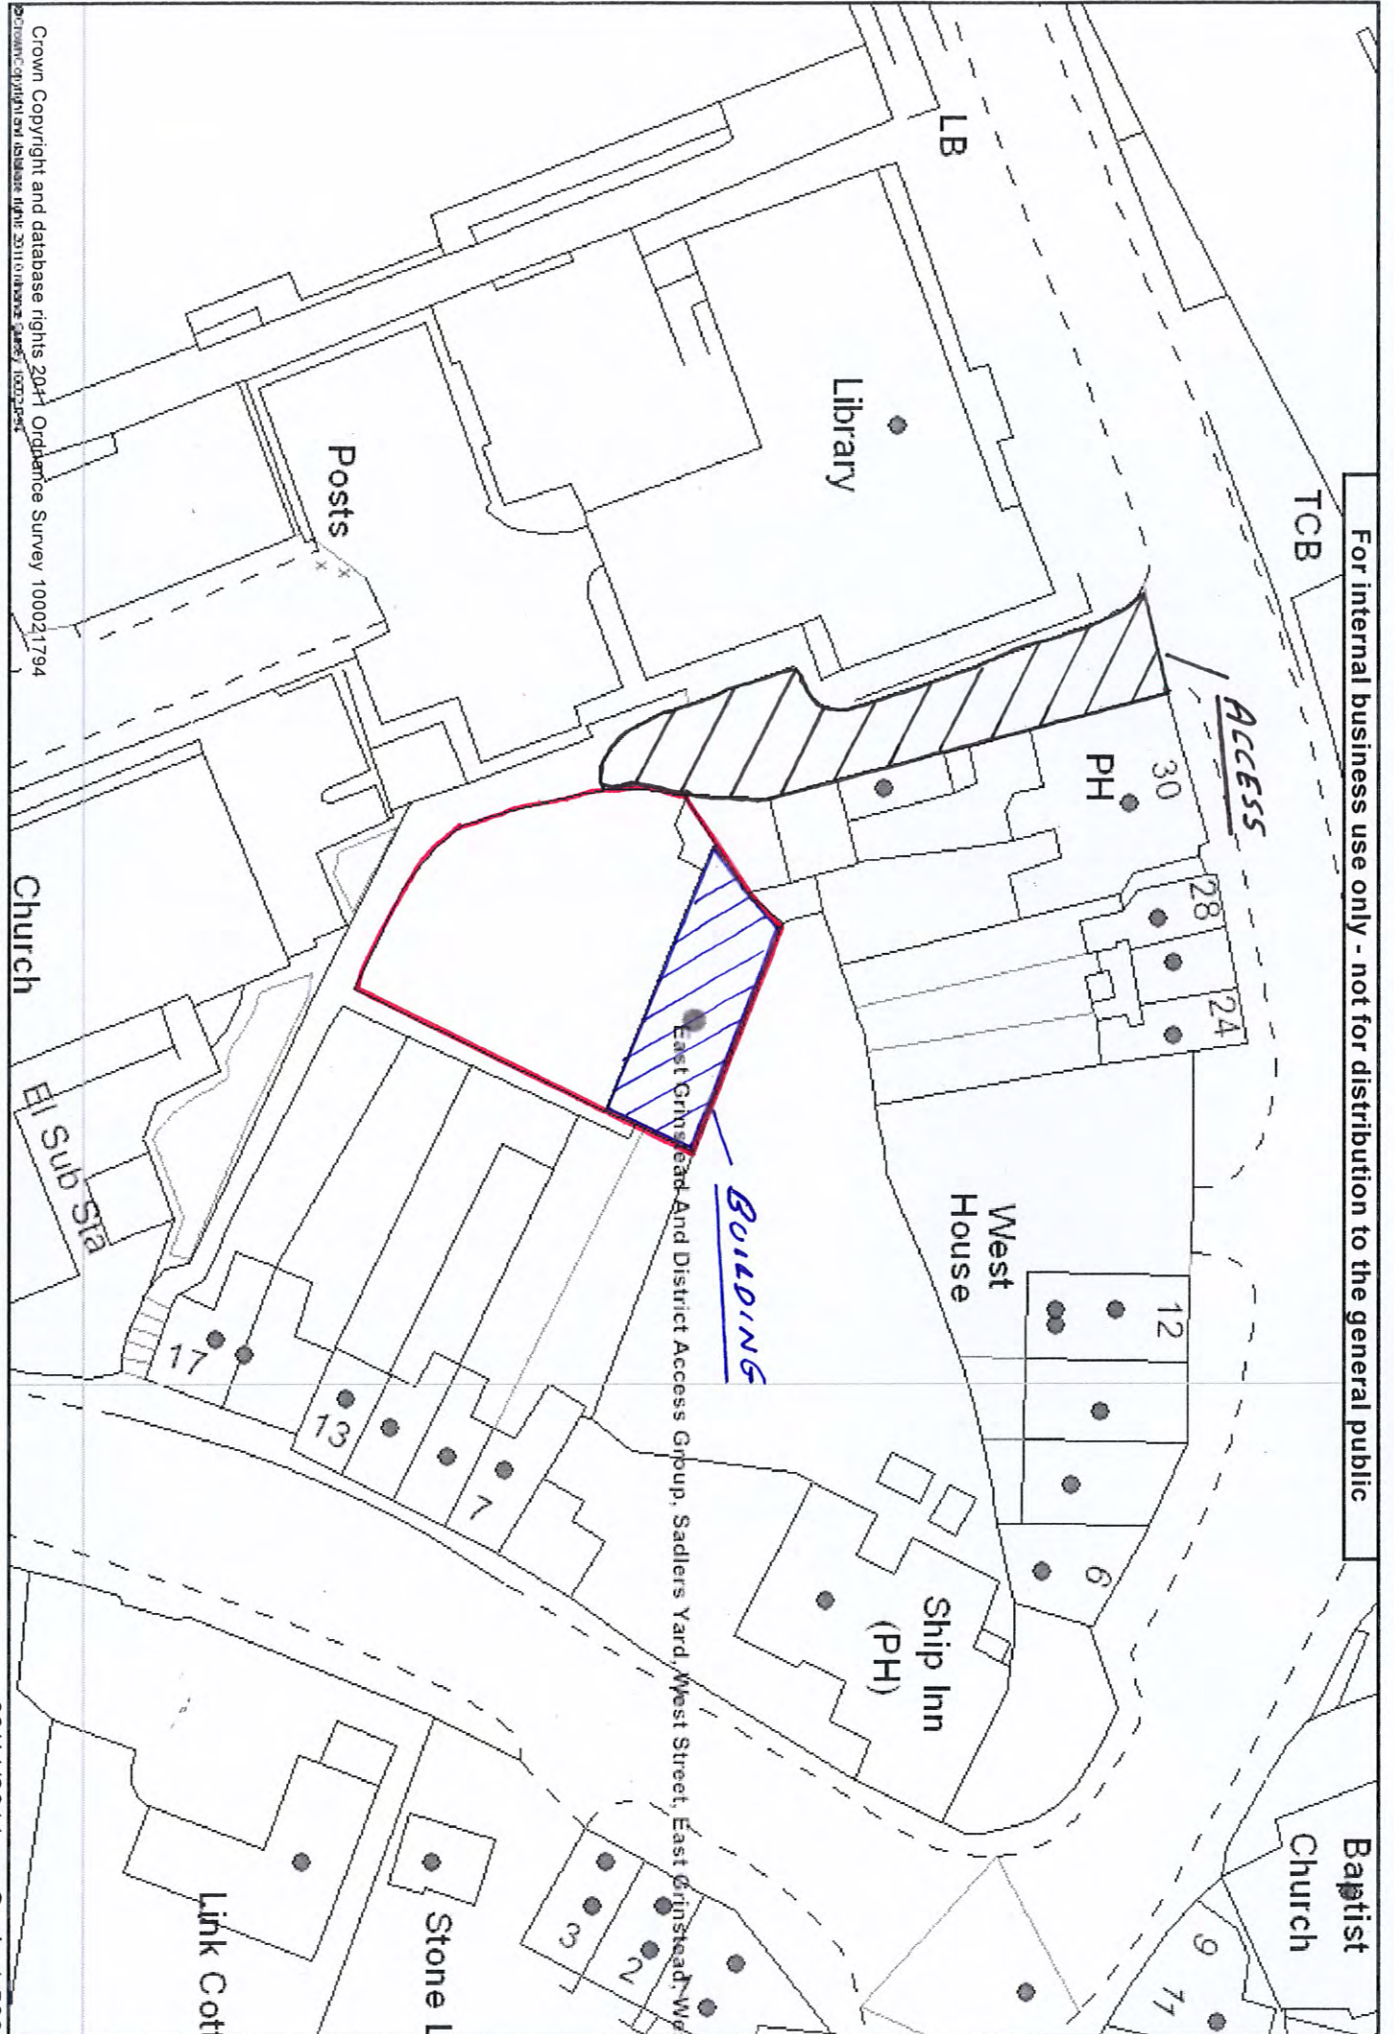 For internal business use only - not for distribution to the general public
TCB
LB
ACCESS
Library
30
PH
28
24
12
West
House
6
Baptist
Church
9
11
Posts
BUILDING
East Grinstead And District Access Group, Sadlers Yard, West Street, East Grinstead, We
Ship Inn
(PH)
Church
El Sub Sta
17
13
7
3
2
Stone L
Link Cott
Crown Copyright and database rights 2011 Ordnance Survey 100021794